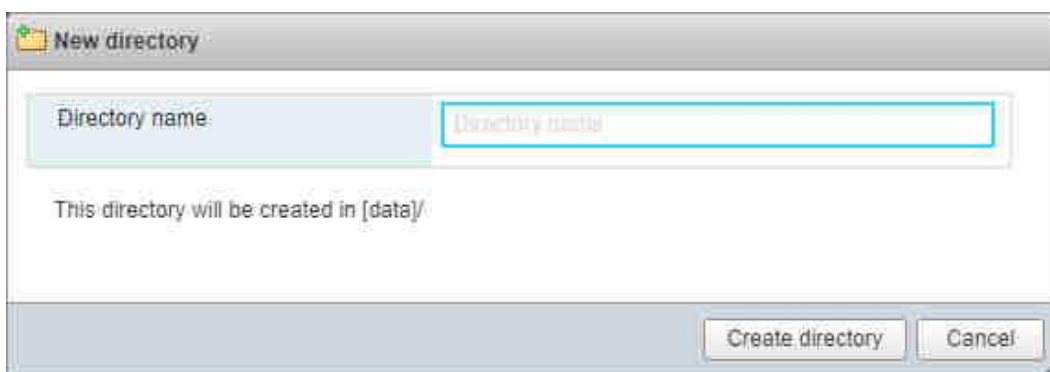 New directory
Directory name
Directory name
This directory will be created in [data]/
Create directory
Cancel